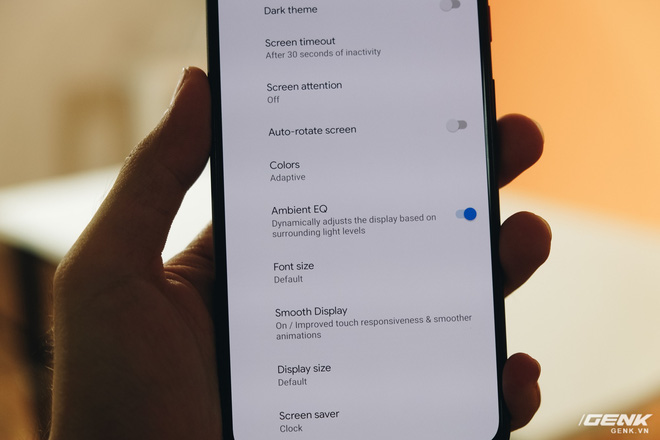 Dark theme
Screen timeout
After 30 seconds of inactivity
Screen attention
Off
Auto-rotate screen
Colors
Adaptive
Ambient EQ
Dynamically adjusts the display based on
surrounding light levels
Font size
Default
Smooth Display
On / Improved touch responsiveness & smoother
animations
Display size
Default
Screen saver
Clock
GENK
GENK.VN